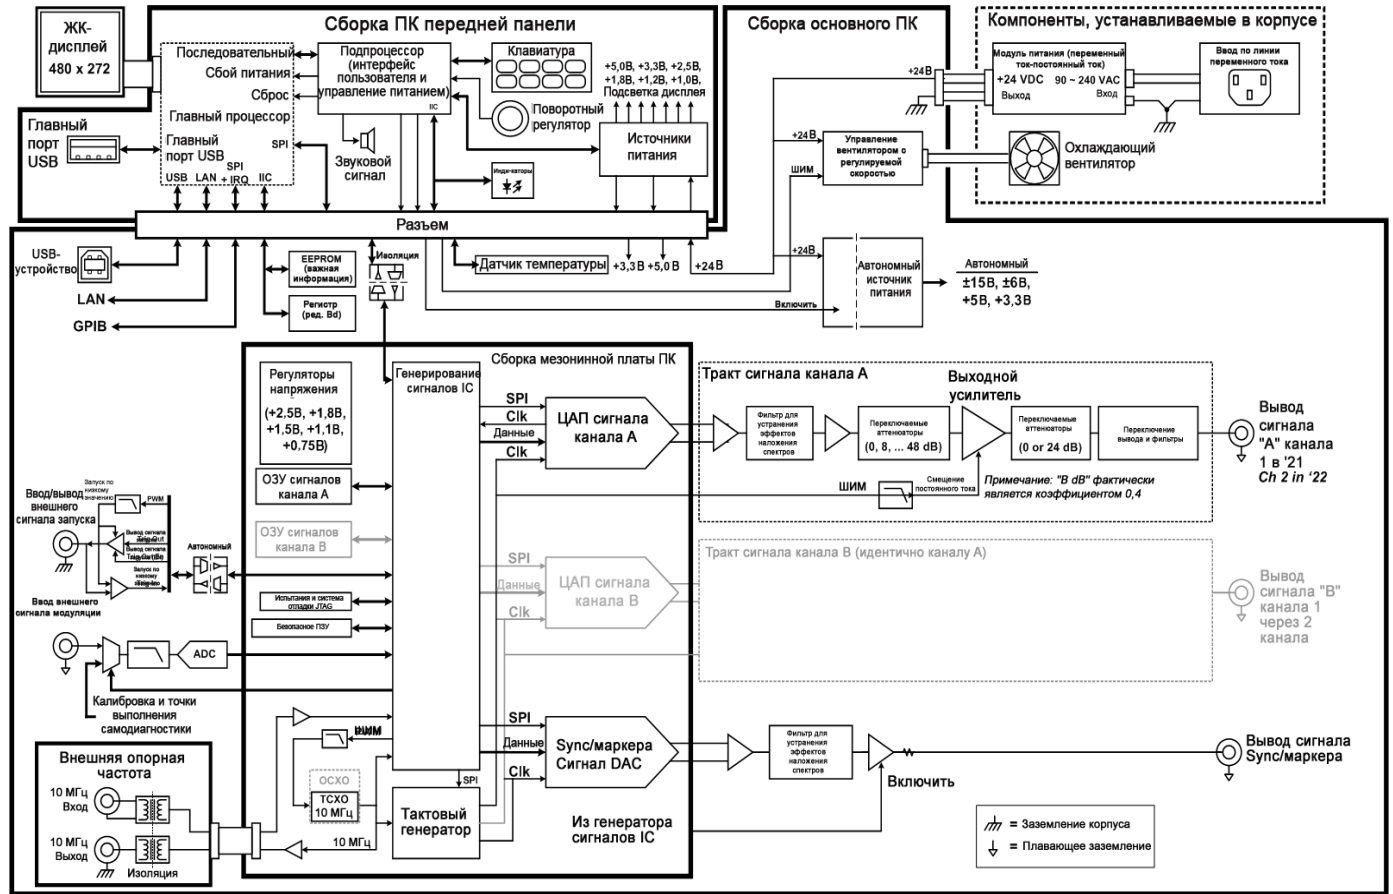 ЖК-
дисплей
480 x 272
Сборка ПК передней панели
Последовательный
Сбой питания
Сброс
Главный процессор
Главный
порт USB
SPI
SPI
USB LAN + IRQ IIC
Подпроцессор
(интерфейс
пользователя и
управление питанием)
IIC
Клавиатура
Поворотный
регулятор
Звуковой
сигнал
Инди-каторы
+5,0В, +3,3В, +2,5В,
+1,8В, +1,2В, +1,0В,
Подсветка дисплея
Источники
питания
Главный
порт
USB
Разъем
Сборка основного ПК
+24В
+24В
ШИМ
Управление
вентилятором с
регулируемой
скоростью
Компоненты, устанавливаемые в корпусе
Модуль питания (переменный
ток-постоянный ток)
+24 VDC 90 ~ 240 VAC
Выход Вход
Ввод по линии
переменного тока
Охлаждающий
вентилятор
USB-
устройство
LAN
GPIB
EEPROM
(важная
информация)
Регистр
(ред. Bd)
Изоляция
Датчик температуры
+3,3В +5,0В +24В
+24В
Включить
Автономный
источник
питания
Автономный
±15В, ±6В,
+5В, +3,3В
Сборка мезонинной платы ПК
Регуляторы
напряжения
(+2.5В, +1,8В,
+1,5В, +1,1В,
+0,75В)
ОЗУ сигналов
канала A
ОЗУ сигналов
канала B
Испытания и система
отладки JTAG
Безопасное ПЗУ
Генерирование
сигналов IC
SPI
Clk
Данные
Clk
ЦАП сигнала
канала A
SPI
Данные
Clk
ЦАП сигнала
канала B
SPI
Данные
Clk
Sync/маркера
Сигнал DAC
SPI
Тактовый
генератор
Из генератора
сигналов IC
Тракт сигнала канала A
Фильтр для
устранения
эффектов
наложения
спектров
Переключаемые
аттенюаторы
(0, 8, ... 48 dB)
Выходной
усилитель
Переключаемые
аттенюаторы
(0 or 24 dB)
Переключение
вывода и фильтры
ШИМ
Смещение
постоянного тока
Примечание: "В dB" фактически
является коэффициентом 0,4
Вывод
сигнала
"A" канала
1 в '21
Ch 2 in ‘22
Тракт сигнала канала B (идентично каналу A)
Вывод
сигнала "B"
канала 1
через 2
канала
Фильтр для
устранения
эффектов
наложения
спектров
Включить
Вывод сигнала
Sync/маркера
Ввод/вывод
внешнего
сигнала запуска
Запуск по
низкому
значению
PWM
Запуск по
низкому
Автономный
Ввод внешнего
сигнала модуляции
ADC
Калибровка и точки
выполнения
самодиагностики
Внешняя опорная
частота
10 МГц
Вход
10 МГц
Выход
Изоляция
ОСХО
ТСХО
10 МГц
10 МГц
= Заземление корпуса
= Плавающее заземление